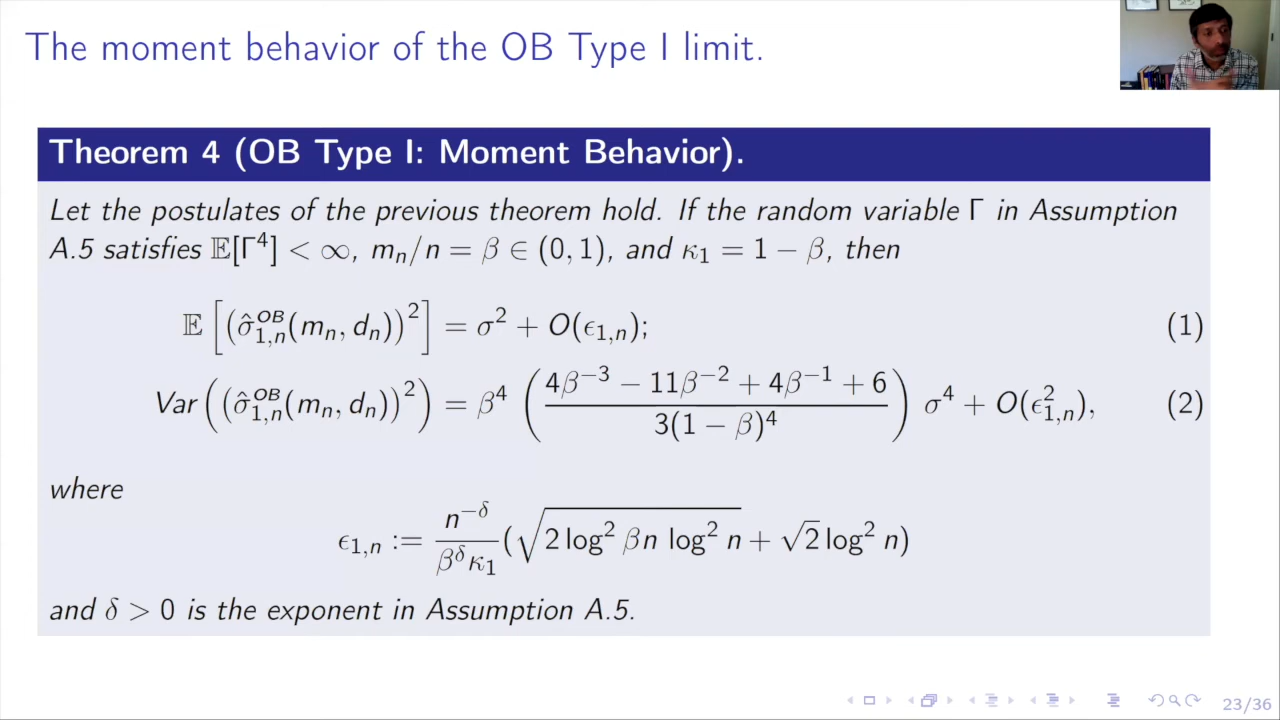 The moment behavior of the OB Type I limit.
Theorem 4 (OB Type I: Moment Behavior).
Let the postulates of the previous theorem hold. If the random variable Γ in Assumption
A.5 satisfies 𝔼[Γ⁴] < ∞, mₙ/n = β ∈ (0, 1), and κ₁ = 1 − β, then
𝔼[(σ̂^{OB}_{1,n}(mₙ, dₙ))²] = σ² + O(ϵ_{1,n}); (1)
Var((σ̂^{OB}_{1,n}(mₙ, dₙ))²) = β⁴ ((4β⁻³ − 11β⁻² + 4β⁻¹ + 6)/(3(1 − β)⁴)) σ⁴ + O(ϵ²_{1,n}), (2)
where
ϵ_{1,n} := (n^{−δ}/(β^δ κ₁))(√(2 log² βn log² n) + √2 log² n)
and δ > 0 is the exponent in Assumption A.5.
23/36